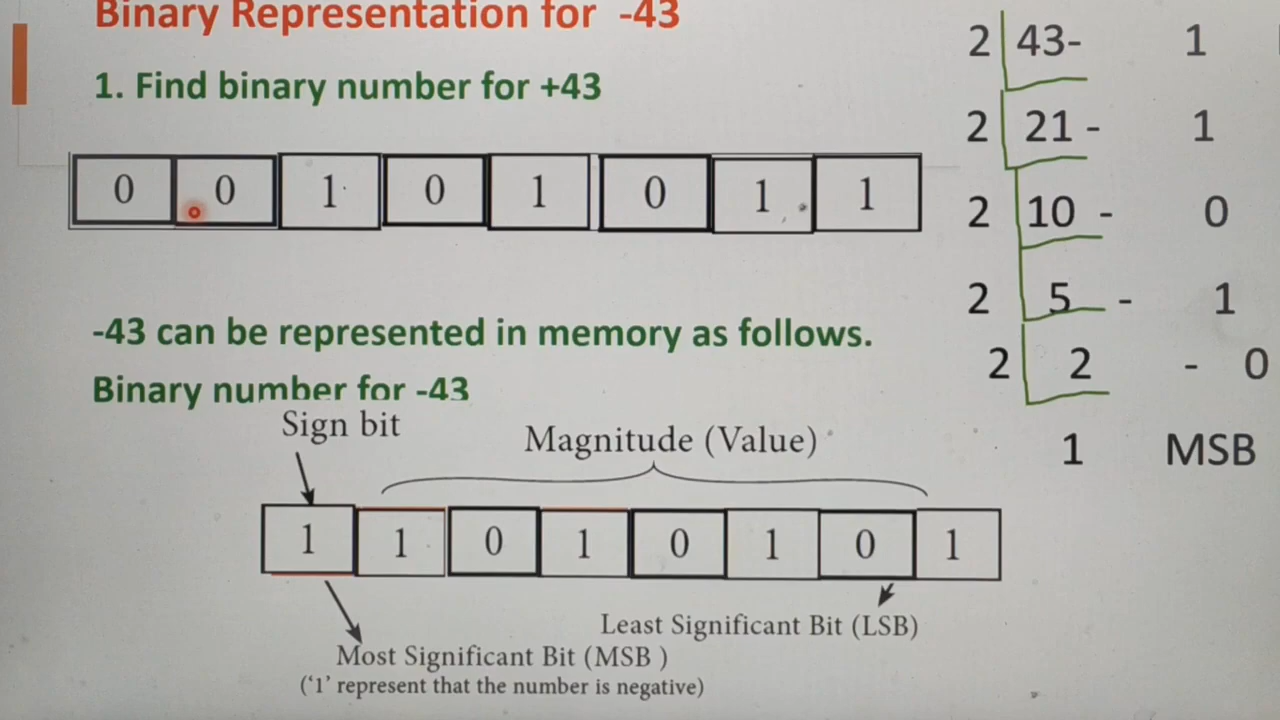 Binary Representation for -43
1. Find binary number for +43
0 0 1 0 1 0 1 1
-43 can be represented in memory as follows.
Binary number for -43
Sign bit
Magnitude (Value)
1 1 0 1 0 1 0 1
Least Significant Bit (LSB)
Most Significant Bit (MSB )
('1' represent that the number is negative)
2 43- 1
2 21 - 1
2 10 - 0
2 5 - 1
2 2 - 0
1 MSB